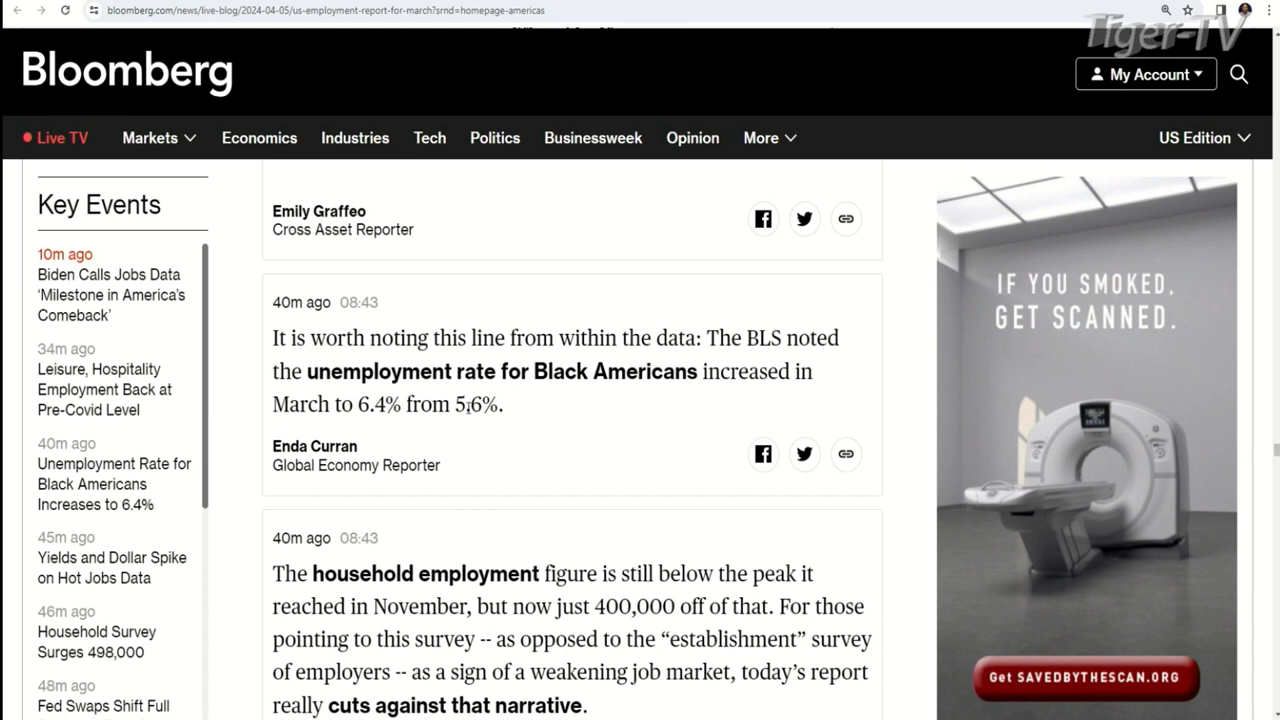 bloomberg.com/news/live-blog/2024-04-05/us-employment-report-for-march?srnd=homepage-americas
Tiger-TV
Bloomberg
My Account
Live TV
Markets
Economics
Industries
Tech
Politics
Businessweek
Opinion
More
US Edition
Key Events
10m ago
Biden Calls Jobs Data
‘Milestone in America’s
Comeback’
34m ago
Leisure, Hospitality
Employment Back at
Pre-Covid Level
40m ago
Unemployment Rate for
Black Americans
Increases to 6.4%
45m ago
Yields and Dollar Spike
on Hot Jobs Data
46m ago
Household Survey
Surges 498,000
48m ago
Fed Swaps Shift Full
Emily Graffeo
Cross Asset Reporter
40m ago 08:43
It is worth noting this line from within the data: The BLS noted
the unemployment rate for Black Americans increased in
March to 6.4% from 5.6%.
Enda Curran
Global Economy Reporter
40m ago 08:43
The household employment figure is still below the peak it
reached in November, but now just 400,000 off of that. For those
pointing to this survey -- as opposed to the “establishment” survey
of employers -- as a sign of a weakening job market, today’s report
really cuts against that narrative.
IF YOU SMOKED,
GET SCANNED.
Get SAVEDBYTHESCAN.ORG